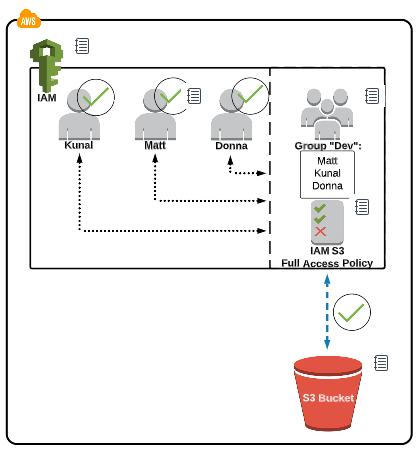 AWS
IAM
Kunal
Matt
Donna
Group "Dev":
Matt
Kunal
Donna
IAM S3
Full Access Policy
S3 Bucket